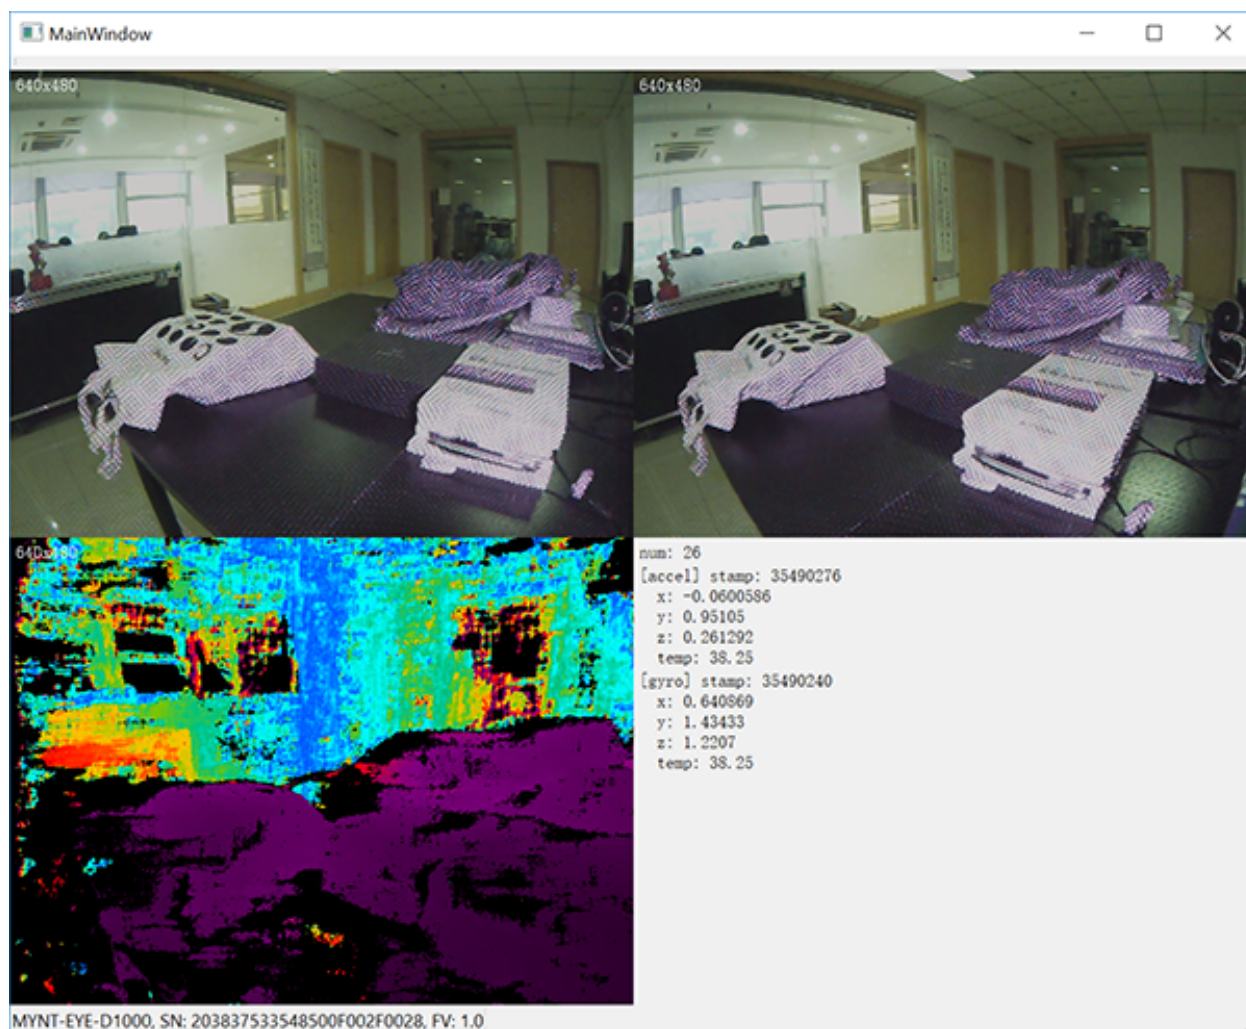 MainWindow
640x480
640x480
640x480
num: 26
[accel] stamp: 35490276
x: -0.0600586
y: 0.95105
z: 0.261292
temp: 38.25
[gyro] stamp: 35490240
x: 0.640869
y: 1.43433
z: 1.2207
temp: 38.25
MYNT-EYE-D1000, SN: 203837533548500F002F0028, FV: 1.0